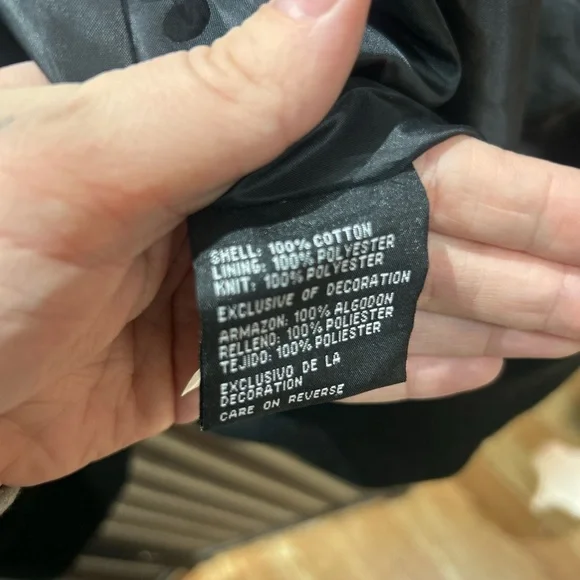 SHELL: 100% COTTON
LINING: 100% POLYESTER
KNIT: 100% POLYESTER
EXCLUSIVE OF DECORATION
ARMAZON: 100% ALGODON
RELLENO: 100% POLIESTER
TEJIDO: 100% POLIESTER
EXCLUSIVO DE LA
DECORATION
CARE ON REVERSE